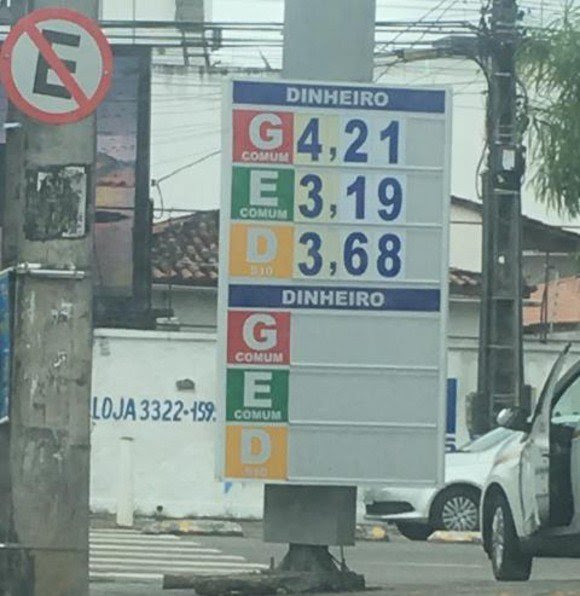 E
DINHEIRO
G COMUM 4,21
E COMUM 3,19
D S10 3,68
DINHEIRO
G COMUM
E COMUM
D S10
LOJA 3322-159